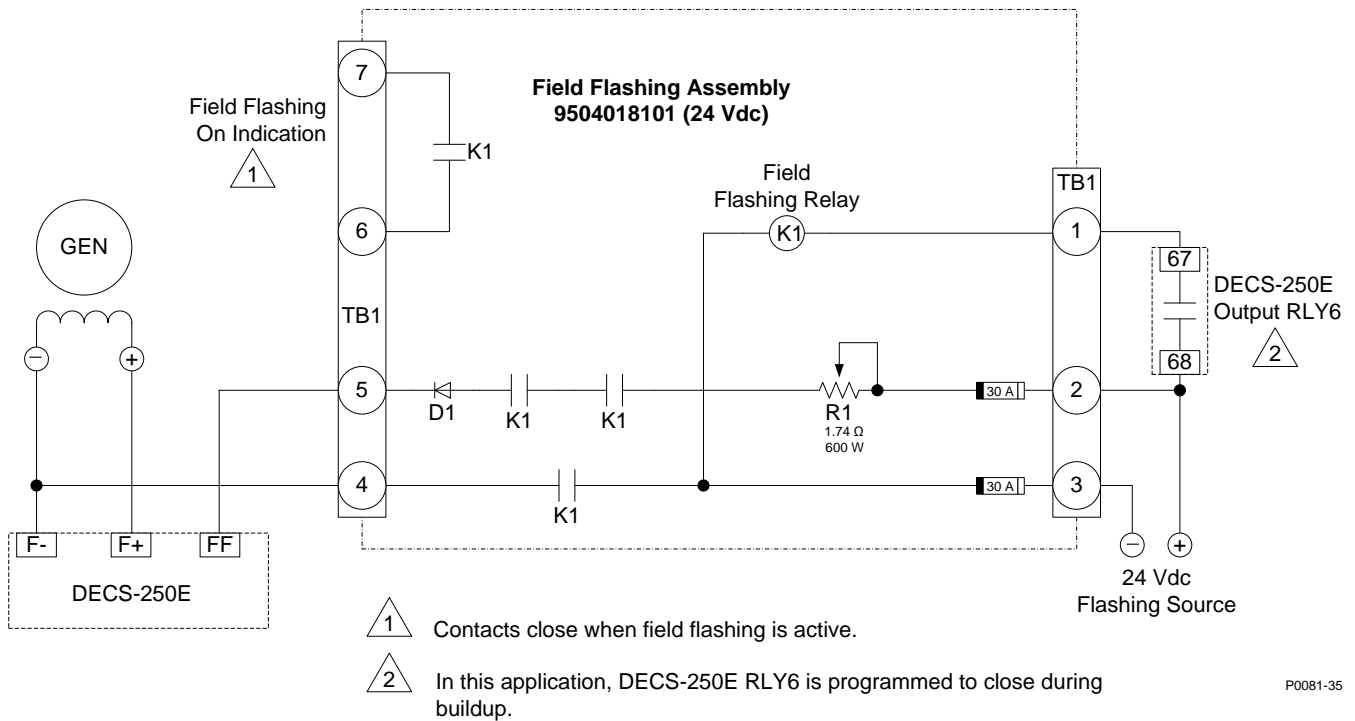 7
Field Flashing
On Indication
1
K1
Field Flashing Assembly
9504018101 (24 Vdc)
Field
Flashing Relay
K1
TB1
1
6
GEN
67
DECS-250E
Output RLY6
2
68
TB1
−
+
5
D1
K1
K1
R1
1.74 Ω
600 W
30 A
2
4
K1
30 A
3
F-
F+
FF
DECS-250E
−
+
24 Vdc
Flashing Source
1
Contacts close when field flashing is active.
2
In this application, DECS-250E RLY6 is programmed to close during
buildup.
P0081-35